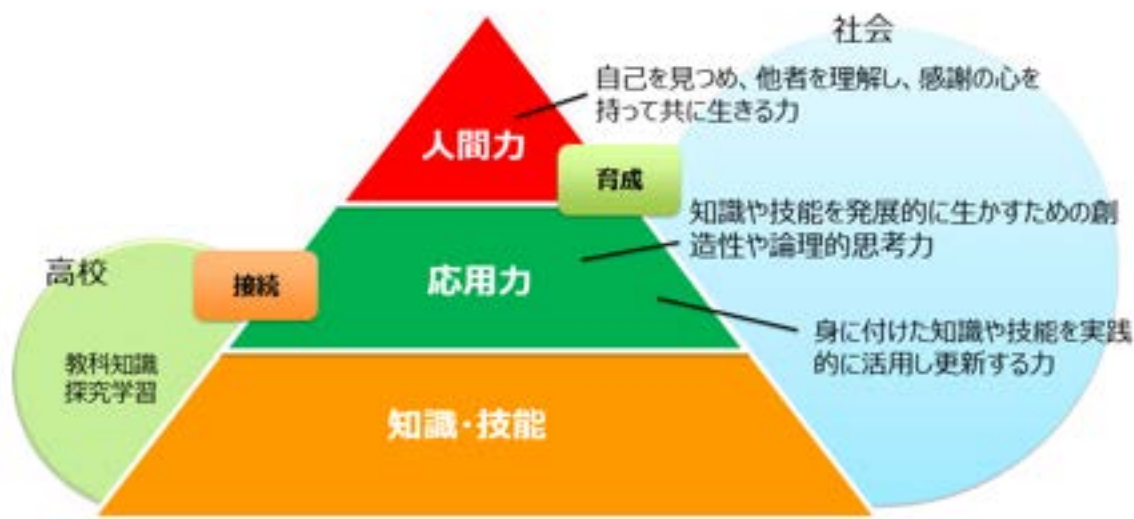 社会
自己を見つめ、他者を理解し、感謝の心を
持って共に生きる力
人間力
育成
知識や技能を発展的に生かすための創
造性や論理的思考力
高校
接続
応用力
身に付けた知識や技能を実践
的に活用し更新する力
教科知識
探究学習
知識・技能